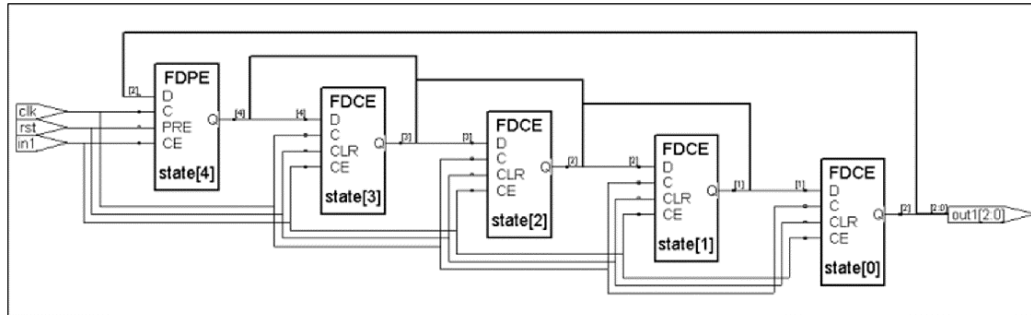 clk
rst
in1
[2]
FDPE
D
C
PRE
CE
Q
state[4]
[4]
[4]
FDCE
D
C
CLR
CE
Q
state[3]
[3]
[3]
FDCE
D
C
CLR
CE
Q
state[2]
[2]
[2]
FDCE
D
C
CLR
CE
Q
state[1]
[1]
[1]
FDCE
D
C
CLR
CE
Q
state[0]
[2]
[2:0]
out1[2:0]